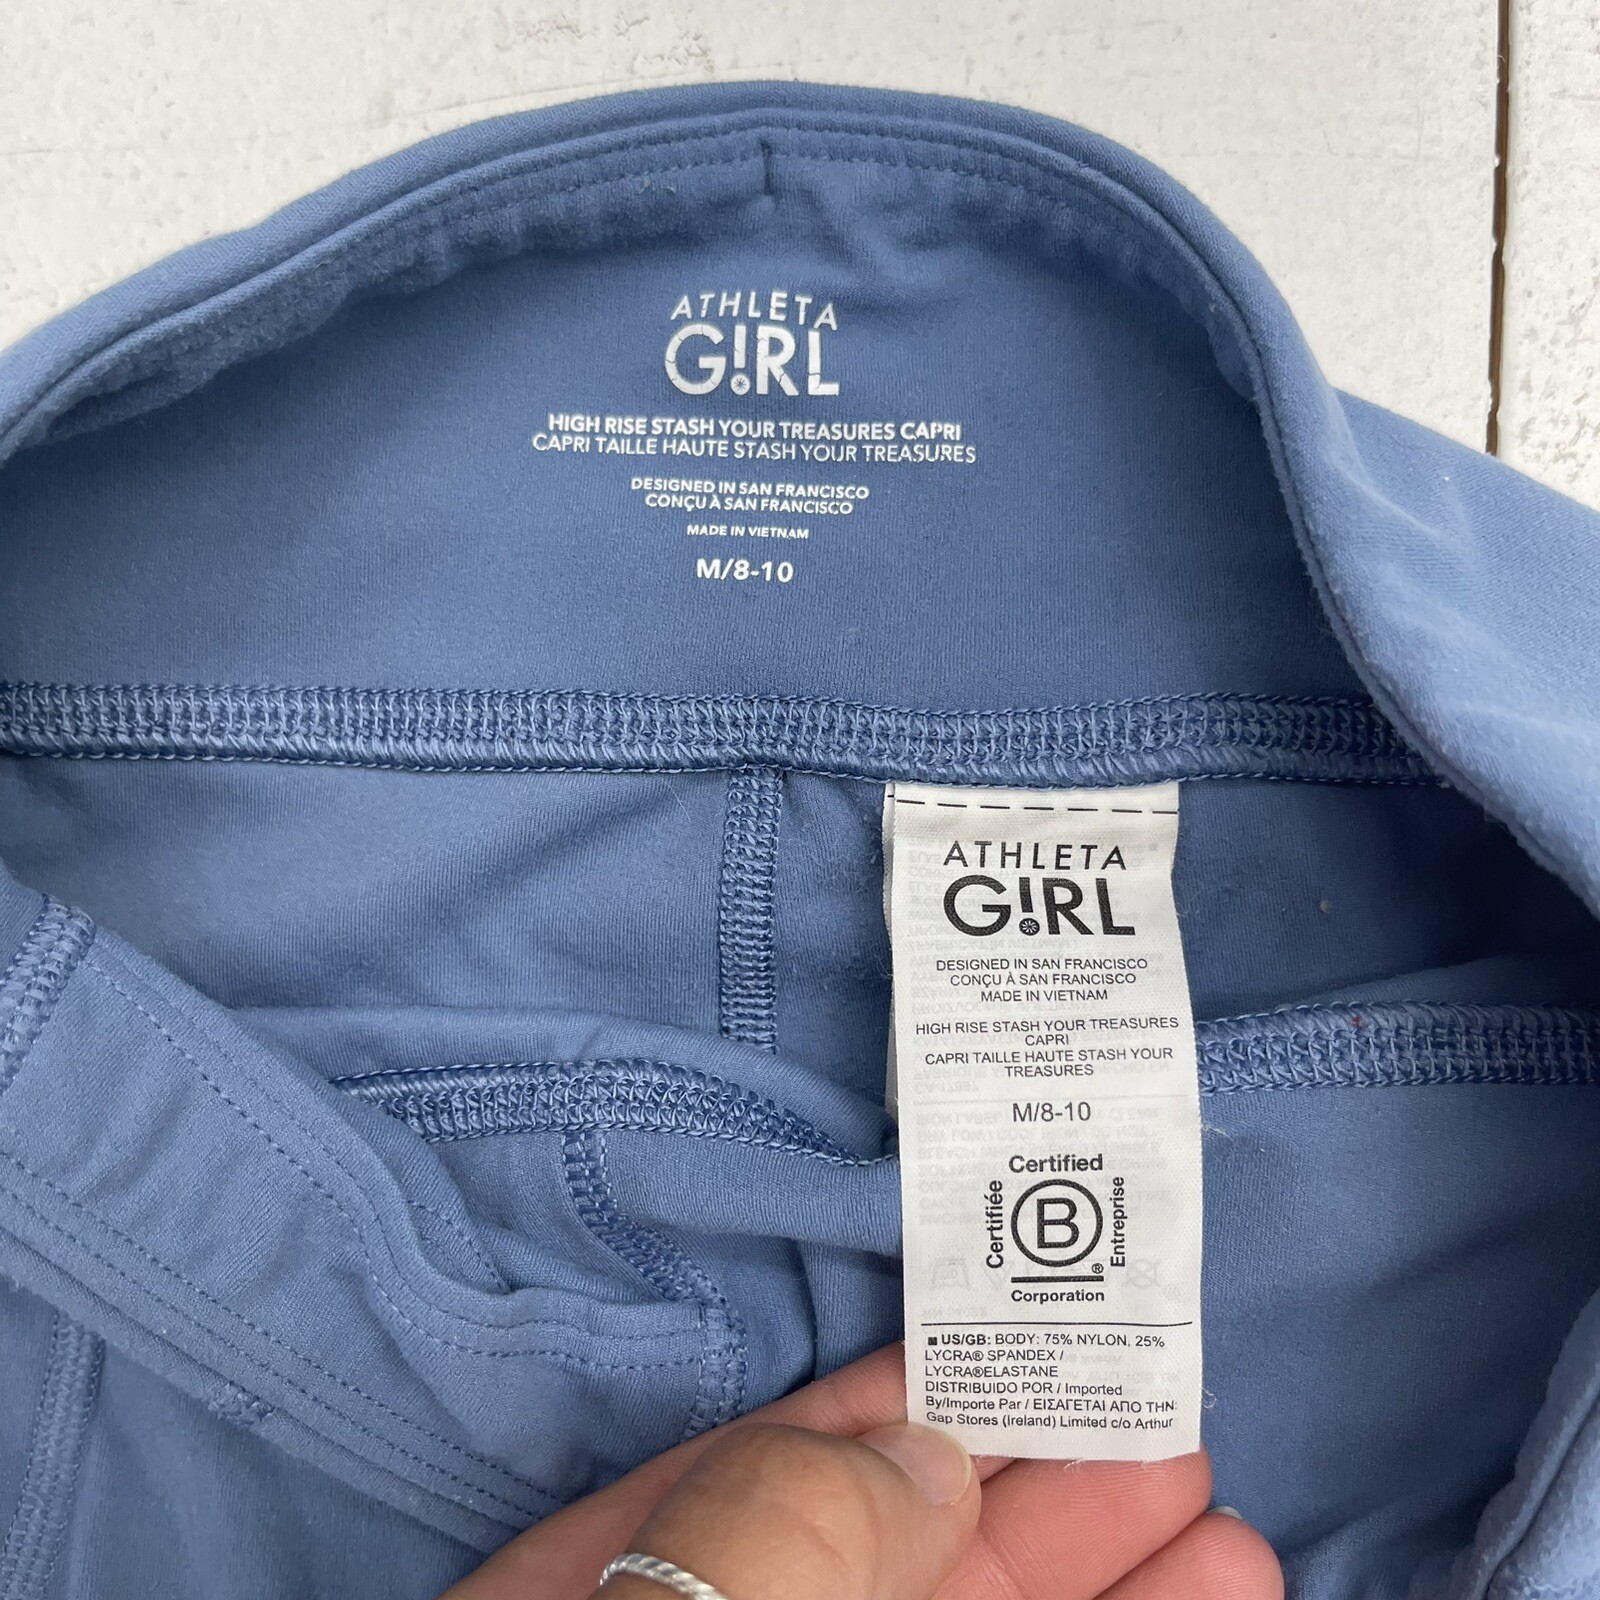 ATHLETA
G!RL
HIGH RISE STASH YOUR TREASURES CAPRI
CAPRI TAILLE HAUTE STASH YOUR TREASURES
DESIGNED IN SAN FRANCISCO
CONÇU À SAN FRANCISCO
MADE IN VIETNAM
M/8-10
ATHLETA
G!RL
DESIGNED IN SAN FRANCISCO
CONÇU À SAN FRANCISCO
MADE IN VIETNAM
HIGH RISE STASH YOUR TREASURES
CAPRI
CAPRI TAILLE HAUTE STASH YOUR
TREASURES
M/8-10
Certified
Certifiée
B
Entreprise
®
Corporation
■ US/GB: BODY: 75% NYLON, 25%
LYCRA® SPANDEX /
LYCRA®ELASTANE
DISTRIBUIDO POR / Imported
By/Importe Par / ΕΙΣΑΓΕΤΑΙ ΑΠΟ ΤΗΝ:
Gap Stores (Ireland) Limited c/o Arthur